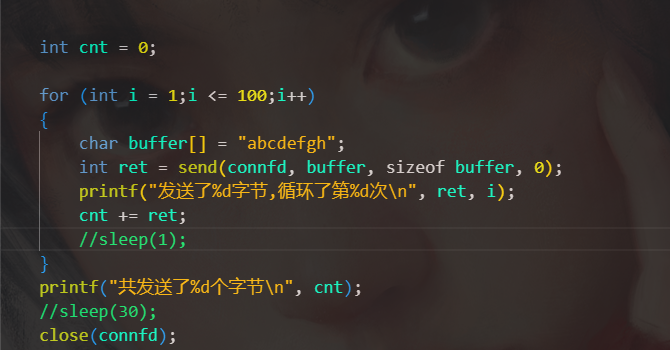 int cnt = 0;
for (int i = 1;i <= 100;i++)
{
char buffer[] = "abcdefgh";
int ret = send(connfd, buffer, sizeof buffer, 0);
printf("发送了%d字节,循环了第%d次\n", ret, i);
cnt += ret;
//sleep(1);
}
printf("共发送了%d个字节\n", cnt);
//sleep(30);
close(connfd);